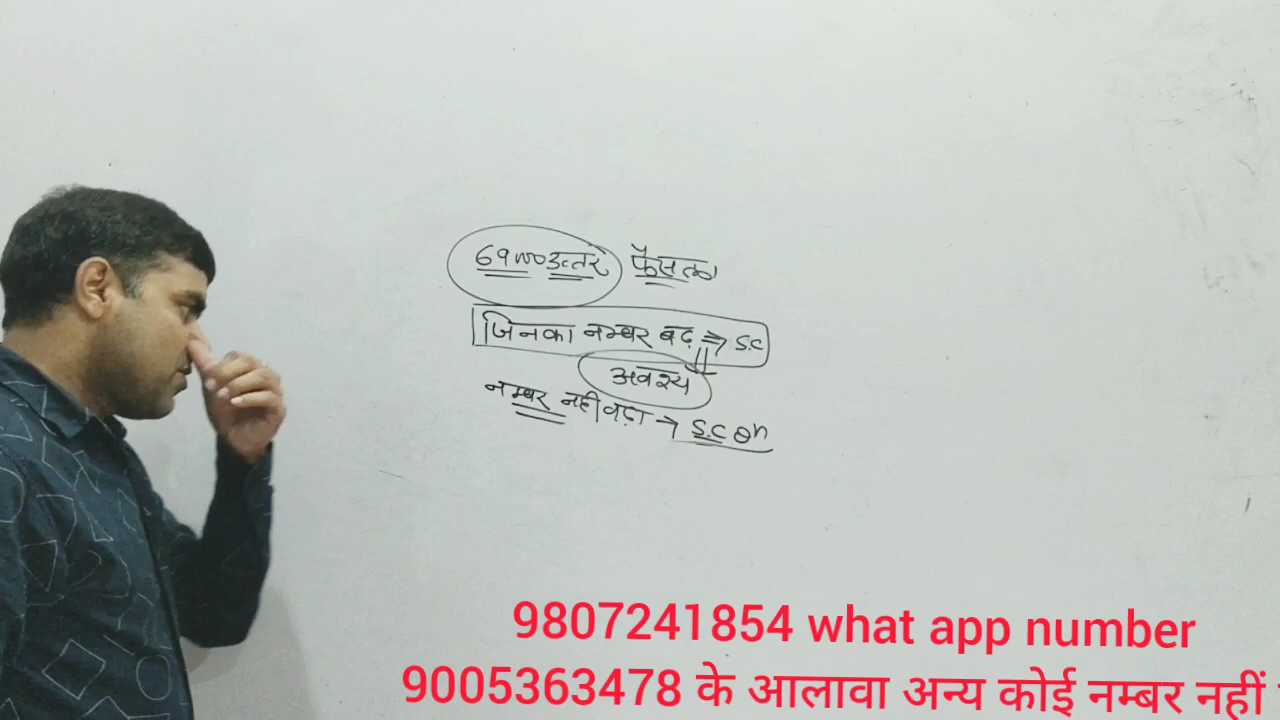 69000 उत्तर फैसला
जिनका नम्बर बढ़ ⇒ S.C
अवश्य
नम्बर नहीं बढ़ा → S.C
9807241854 what app number
9005363478 के आलावा अन्य कोई नम्बर नहीं